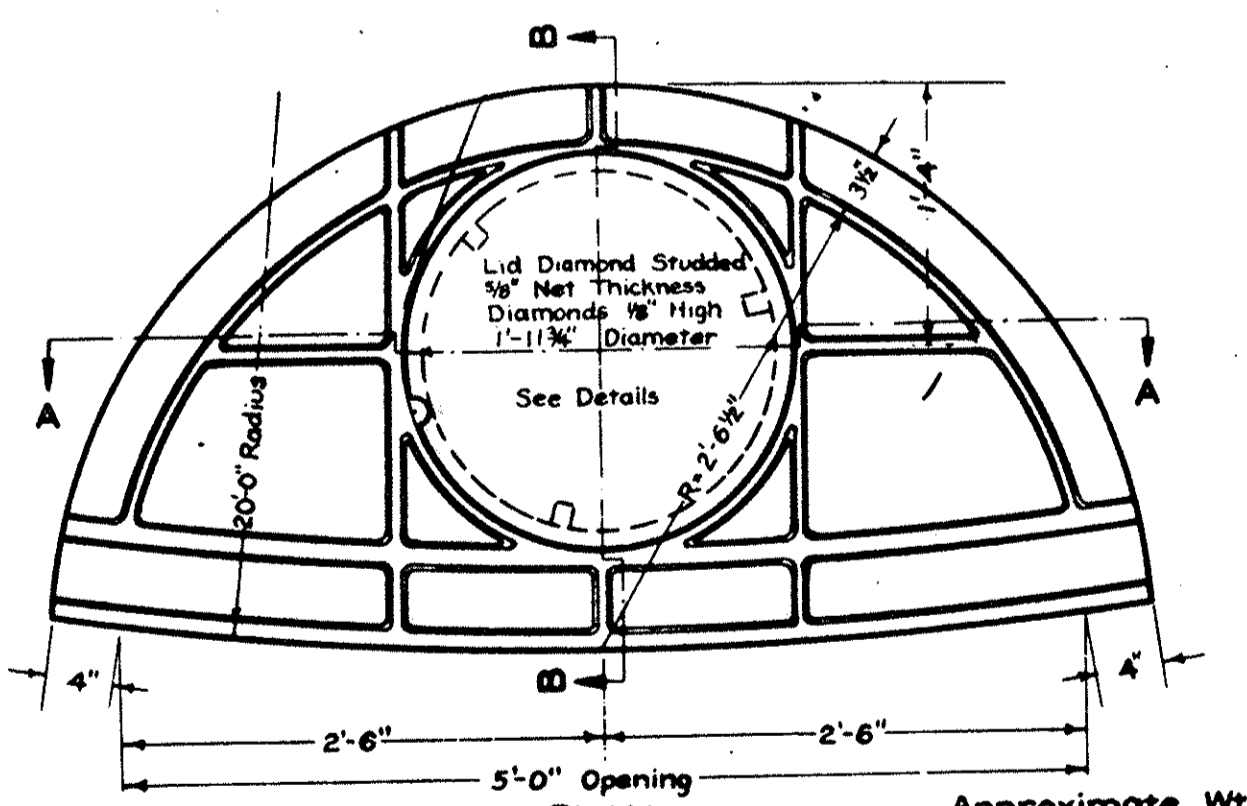 B
3½"
1'-4"
Lid Diamond Studded
5/8" Net Thickness
Diamonds 1/8" High
1'-11¾" Diameter
See Details
A
A
20'-0" Radius
R=2'-6½"
B
4"
4"
2'-6"
2'-6"
5'-0" Opening
Approximate Wt